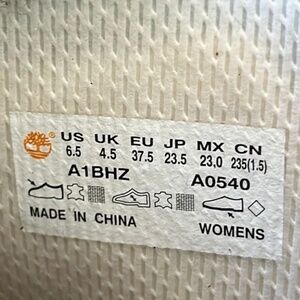 US UK EU JP MX CN
6.5 4.5 37.5 23.5 23.0 235(1.5)
A1BHZ A0540
MADE IN CHINA WOMENS